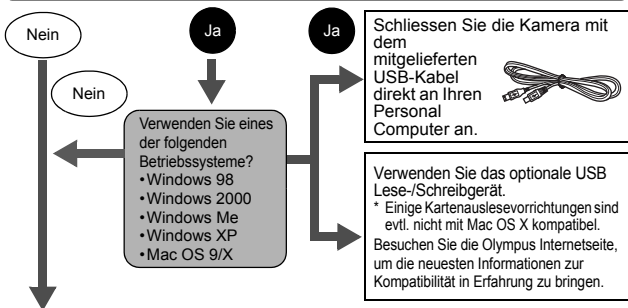 Nein
Ja
Ja
Nein
Verwenden Sie eines
der folgenden
Betriebssysteme?
•Windows 98
•Windows 2000
•Windows Me
•Windows XP
•Mac OS 9/X
Schliessen Sie die Kamera mit
dem
mitgelieferten
USB-Kabel
direkt an Ihren
Personal
Computer an.
Verwenden Sie das optionale USB
Lese-/Schreibgerät.
* Einige Kartenauslesevorrichtungen sind
evtl. nicht mit Mac OS X kompatibel.
Besuchen Sie die Olympus Internetseite,
um die neuesten Informationen zur
Kompatibilität in Erfahrung zu bringen.